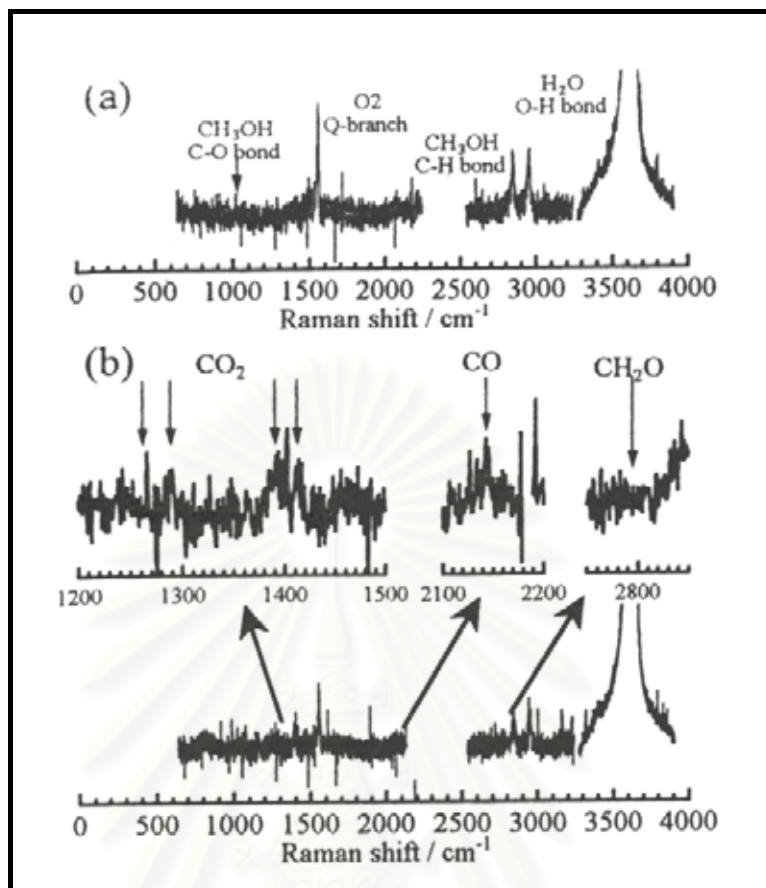 (a)
H₂O
O-H bond
O2
Q-branch
CH₃OH
C-O bond
CH₃OH
C-H bond
0 500 1000 1500 2000 2500 3000 3500 4000
Raman shift / cm⁻¹
(b)
CO₂ CO CH₂O
1200 1300 1400 1500 2100 2200 2800
0 500 1000 1500 2000 2500 3000 3500 4000
Raman shift / cm⁻¹